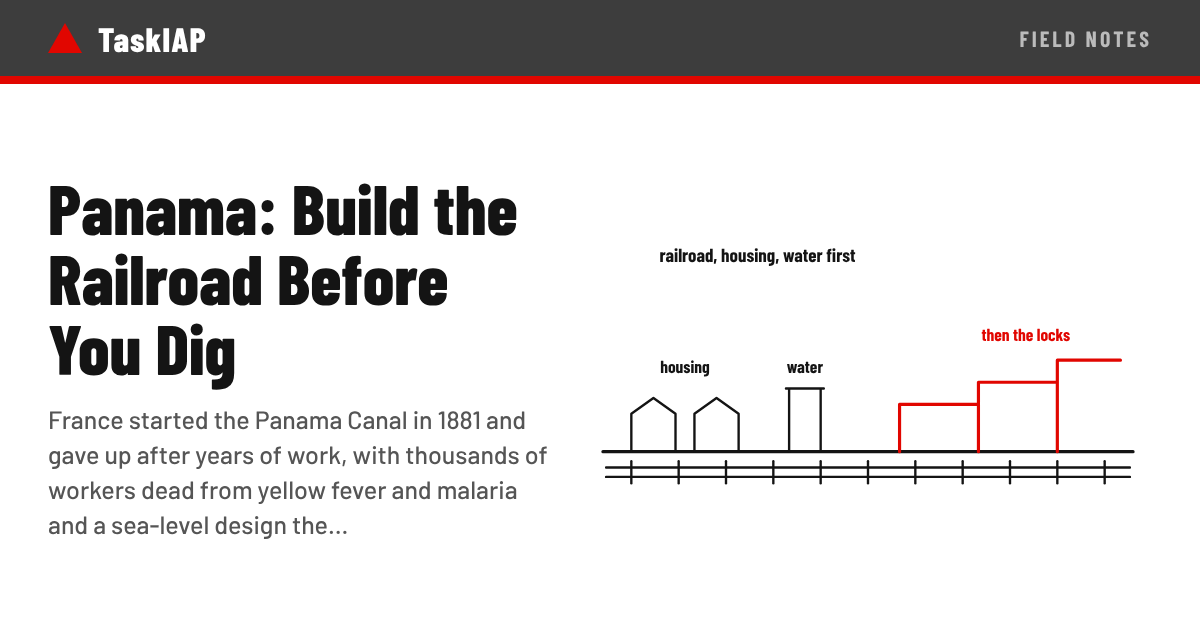 TaskIAP
FIELD NOTES
Panama: Build the
Railroad Before
You Dig
France started the Panama Canal in 1881 and
gave up after years of work, with thousands of
workers dead from yellow fever and malaria
and a sea-level design the...
railroad, housing, water first
then the locks
housing
water